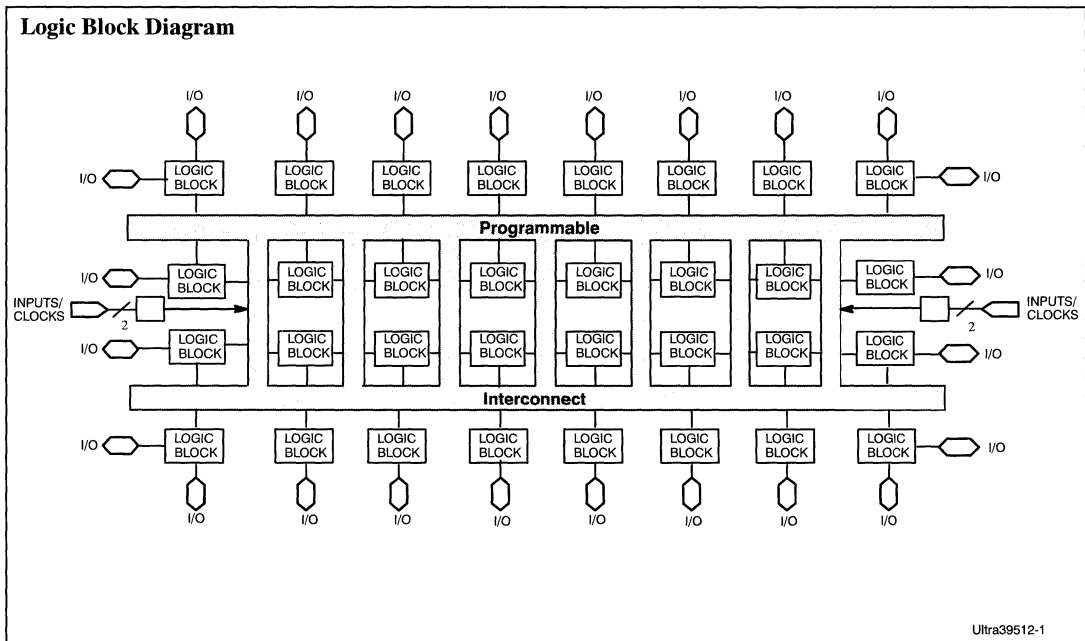 Logic Block Diagram
I/O I/O I/O I/O I/O I/O I/O I/O
I/O LOGIC BLOCK LOGIC BLOCK LOGIC BLOCK LOGIC BLOCK LOGIC BLOCK LOGIC BLOCK LOGIC BLOCK LOGIC BLOCK I/O
Programmable
I/O LOGIC BLOCK LOGIC BLOCK LOGIC BLOCK LOGIC BLOCK LOGIC BLOCK LOGIC BLOCK LOGIC BLOCK LOGIC BLOCK I/O
INPUTS/
CLOCKS
2
2
INPUTS/
CLOCKS
I/O LOGIC BLOCK LOGIC BLOCK LOGIC BLOCK LOGIC BLOCK LOGIC BLOCK LOGIC BLOCK LOGIC BLOCK LOGIC BLOCK I/O
Interconnect
I/O LOGIC BLOCK LOGIC BLOCK LOGIC BLOCK LOGIC BLOCK LOGIC BLOCK LOGIC BLOCK LOGIC BLOCK LOGIC BLOCK I/O
I/O I/O I/O I/O I/O I/O I/O I/O
Ultra39512-1